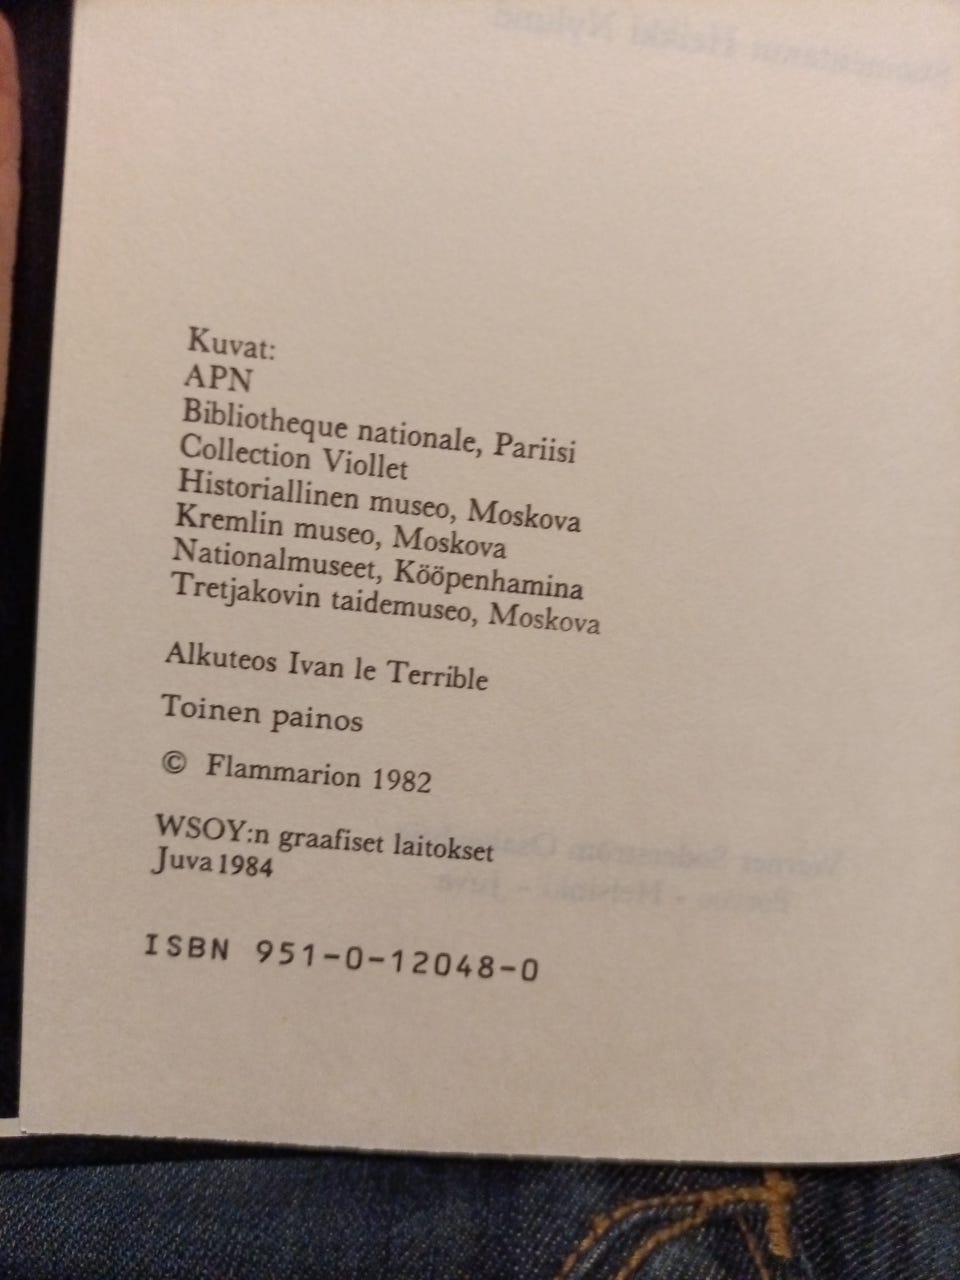 Kuvat:
APN
Bibliotheque nationale, Pariisi
Collection Viollet
Historiallinen museo, Moskova
Kremlin museo, Moskova
Nationalmuseet, Kööpenhamina
Tretjakovin taidemuseo, Moskova
Alkuteos Ivan le Terrible
Toinen painos
© Flammarion 1982
WSOY:n graafiset laitokset
Juva 1984
ISBN 951-0-12048-0